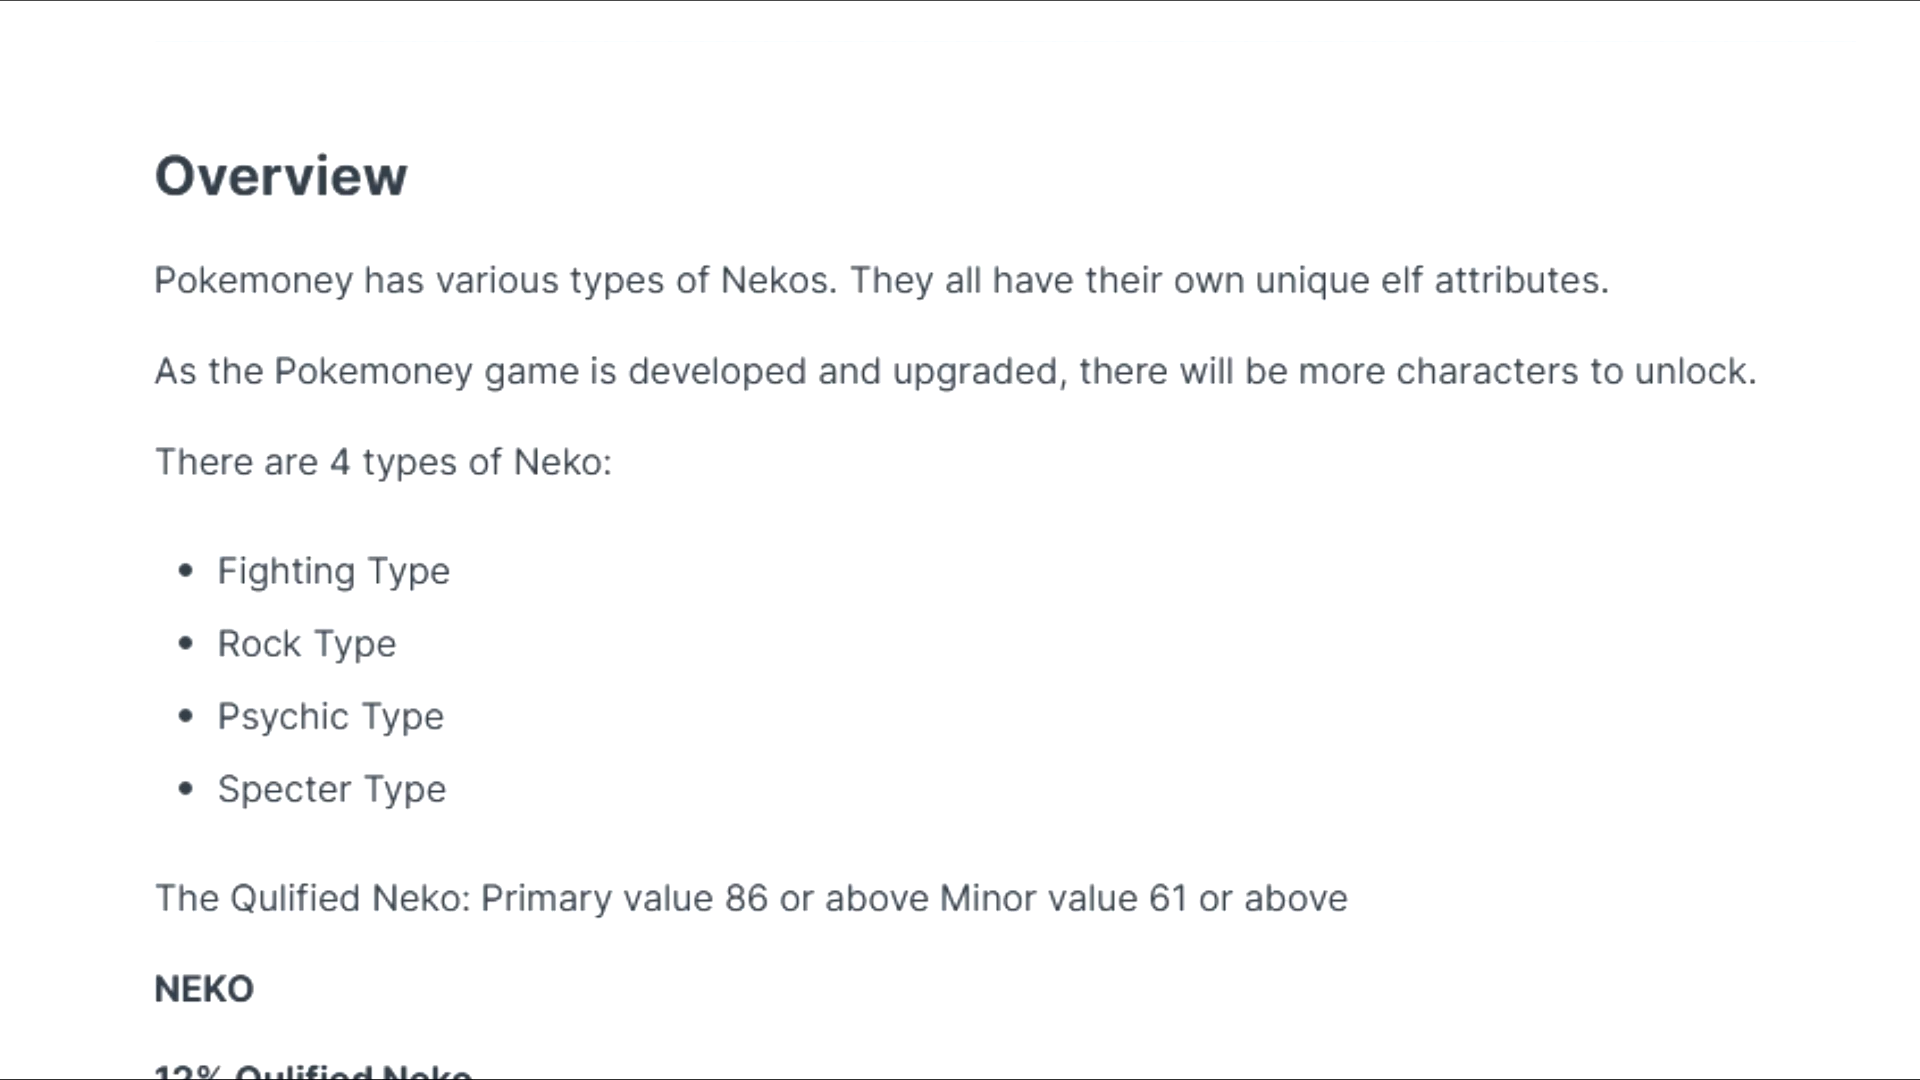 Overview
Pokemoney has various types of Nekos. They all have their own unique elf attributes.
As the Pokemoney game is developed and upgraded, there will be more characters to unlock.
There are 4 types of Neko:
• Fighting Type
• Rock Type
• Psychic Type
• Specter Type
The Qulified Neko: Primary value 86 or above Minor value 61 or above
NEKO
12% Qulified Neko